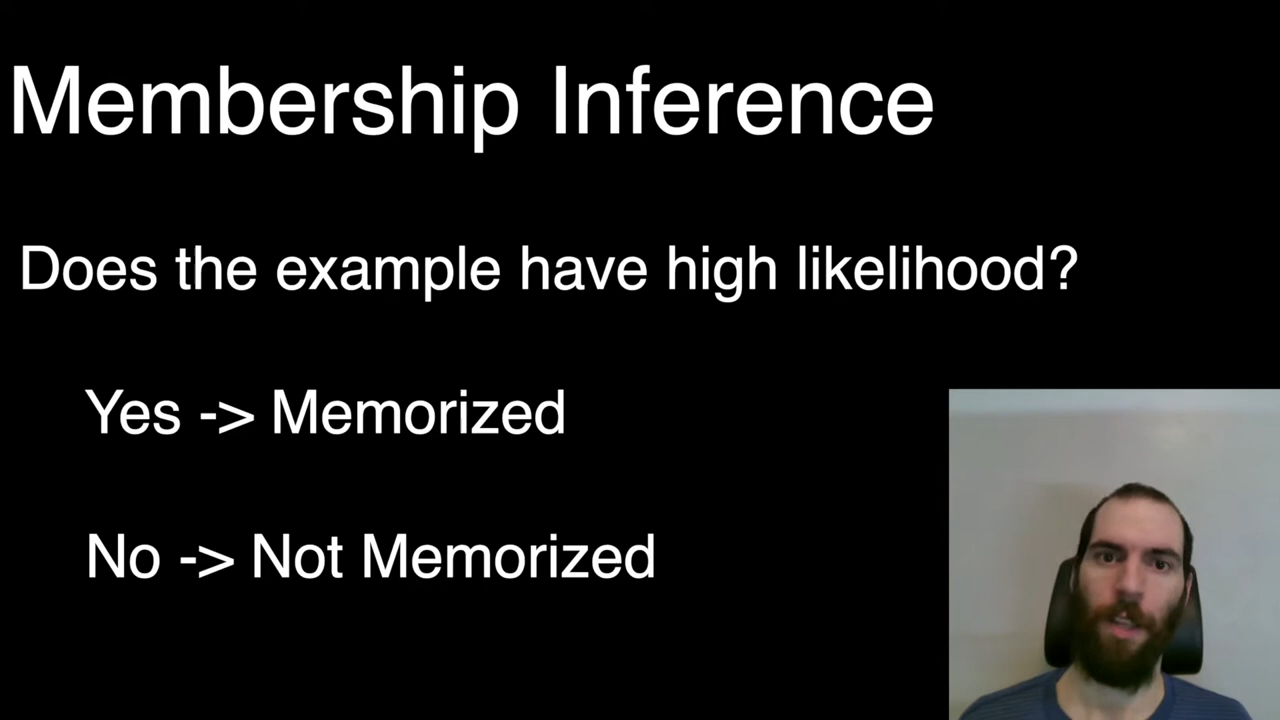 Membership Inference
Does the example have high likelihood?
Yes -> Memorized
No -> Not Memorized